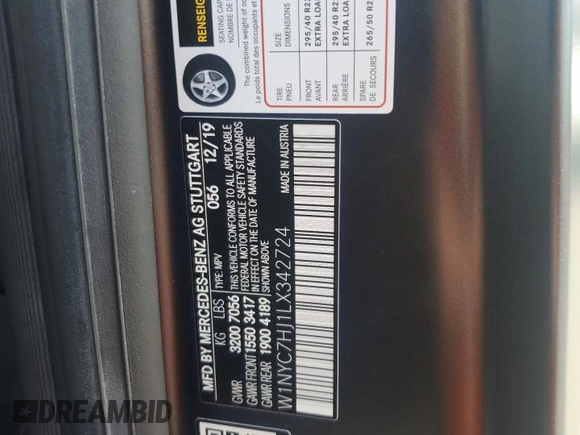 RENSEIG
SEATING CAPA
NOMBRE DE
The combined weight of oc
Le poids total des occupants et
TIRE
PNEU
SIZE
DIMENSIONS
FRONT
AVANT
295/40 R2
EXTRA LOA
REAR
ARRIÈRE
295/40 R2
EXTRA LOA
SPARE
DE SECOURS
265/50 R2
MFD BY MERCEDES-BENZ AG STUTTGART
TYPE: MPV 056 12/19
KG LBS
GVWR 3200 7056
GAWR FRONT 1550 3417
GAWR REAR 1900 4189
THIS VEHICLE CONFORMS TO ALL APPLICABLE
FEDERAL MOTOR VEHICLE SAFETY STANDARDS
IN EFFECT ON THE DATE OF MANUFACTURE
SHOWN ABOVE
MADE IN AUSTRIA
W1NYC7HJ1LX342724
DREAMBID